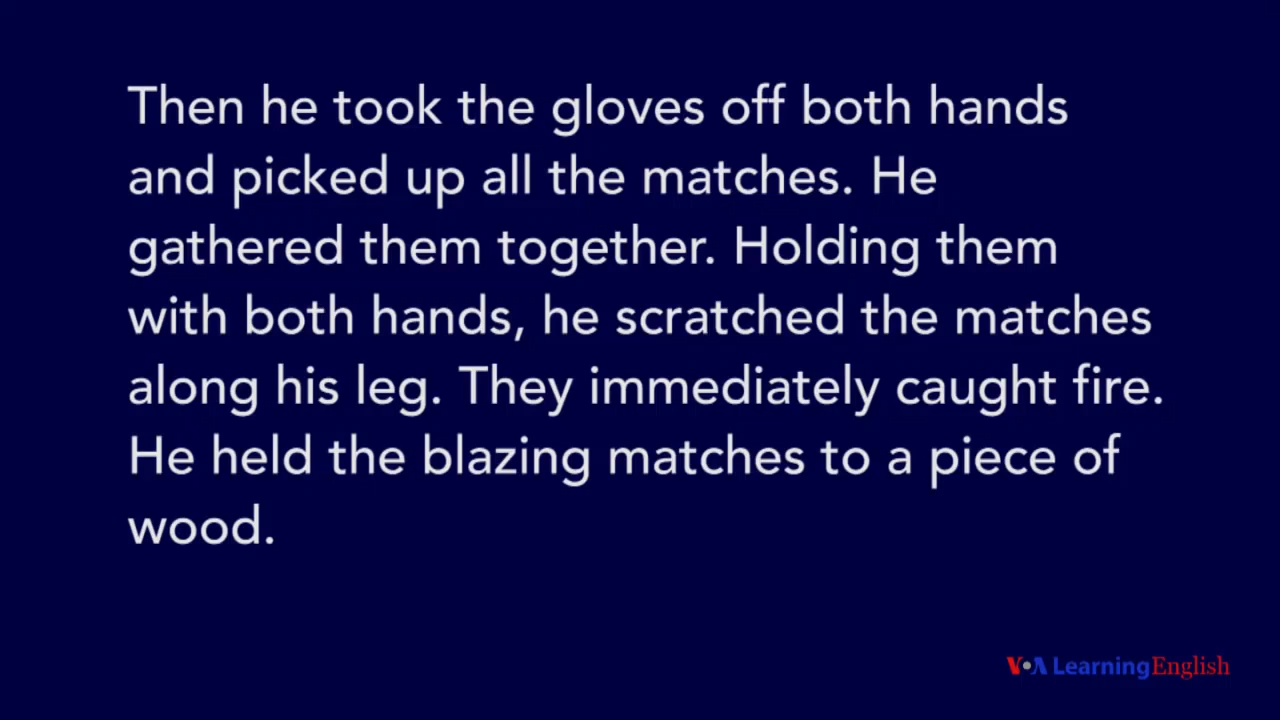 Then he took the gloves off both hands
and picked up all the matches. He
gathered them together. Holding them
with both hands, he scratched the matches
along his leg. They immediately caught fire.
He held the blazing matches to a piece of
wood.
VOA Learning English